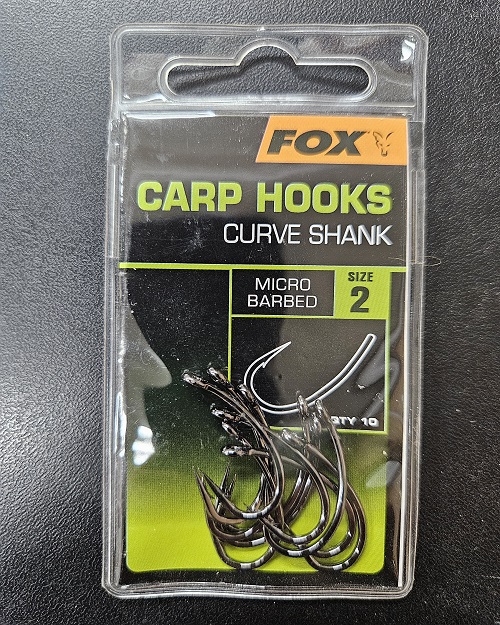 FOX
CARP HOOKS
CURVE SHANK
MICRO
BARBED
SIZE
2
QTY 10